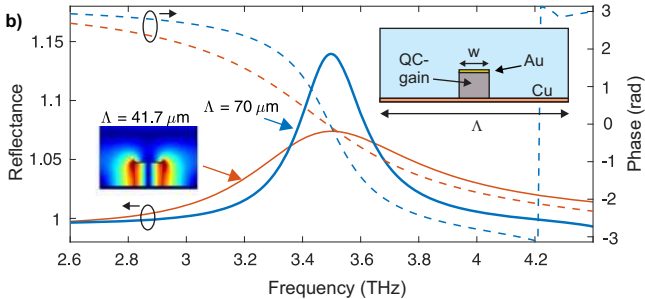 b)
1.15
1.1
1.05
1
Reflectance
2.6
2.8
3
3.2
3.4
3.6
3.8
4
4.2
Frequency (THz)
3
2
1
0
-1
-2
-3
Phase (rad)
Λ = 41.7 μm
Λ = 70 μm
w
QC-
gain
Au
Cu
Λ